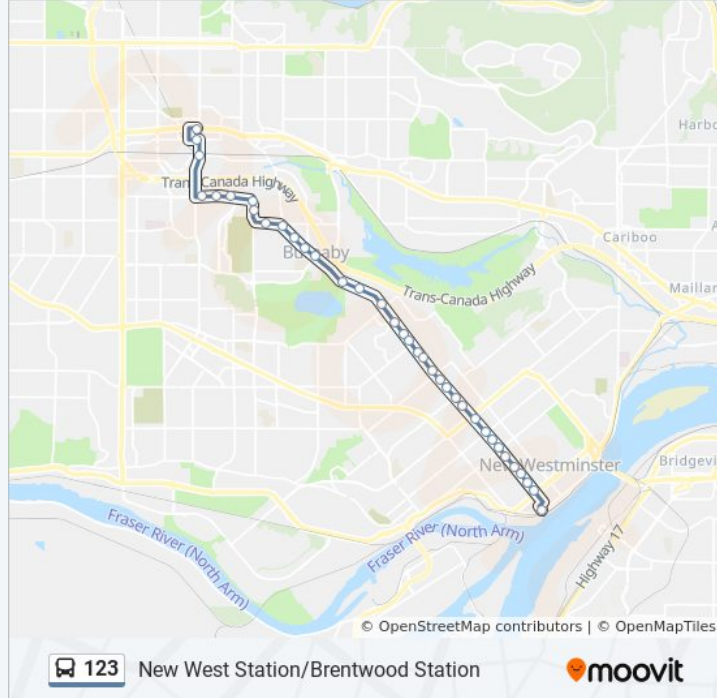 Harbo
Trans-Canada Highway
Cariboo
Burnaby
Trans-Canada Highway
Maillar
New Westminster
Bridgevi
Fraser River (North Arm)
Fraser River (North Arm)
Highway 17
© OpenStreetMap contributors | © OpenMapTiles
123 New West Station/Brentwood Station
moovit